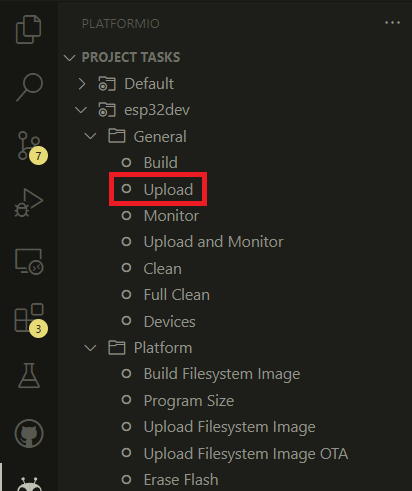 PLATFORMIO
PROJECT TASKS
Default
esp32dev
General
Build
Upload
Monitor
Upload and Monitor
Clean
Full Clean
Devices
Platform
Build Filesystem Image
Program Size
Upload Filesystem Image
Upload Filesystem Image OTA
Erase Flash
7
3